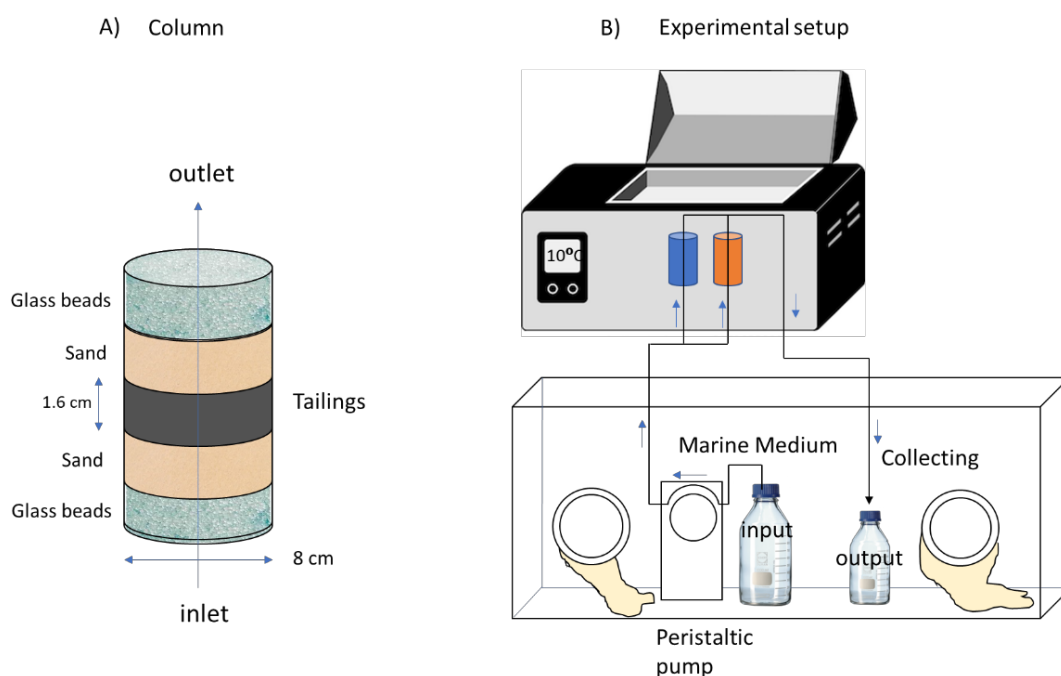 A) Column
outlet
Glass beads
Sand
1.6 cm
Tailings
Sand
Glass beads
8 cm
inlet
B) Experimental setup
10ºC
Marine Medium
Collecting
input
output
Peristaltic
pump